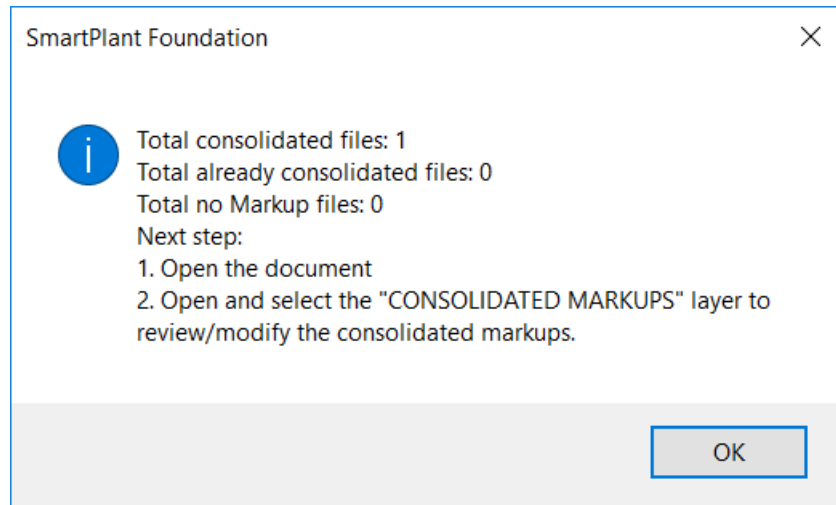 SmartPlant Foundation
i
Total consolidated files: 1
Total already consolidated files: 0
Total no Markup files: 0
Next step:
1. Open the document
2. Open and select the "CONSOLIDATED MARKUPS" layer to
review/modify the consolidated markups.
OK